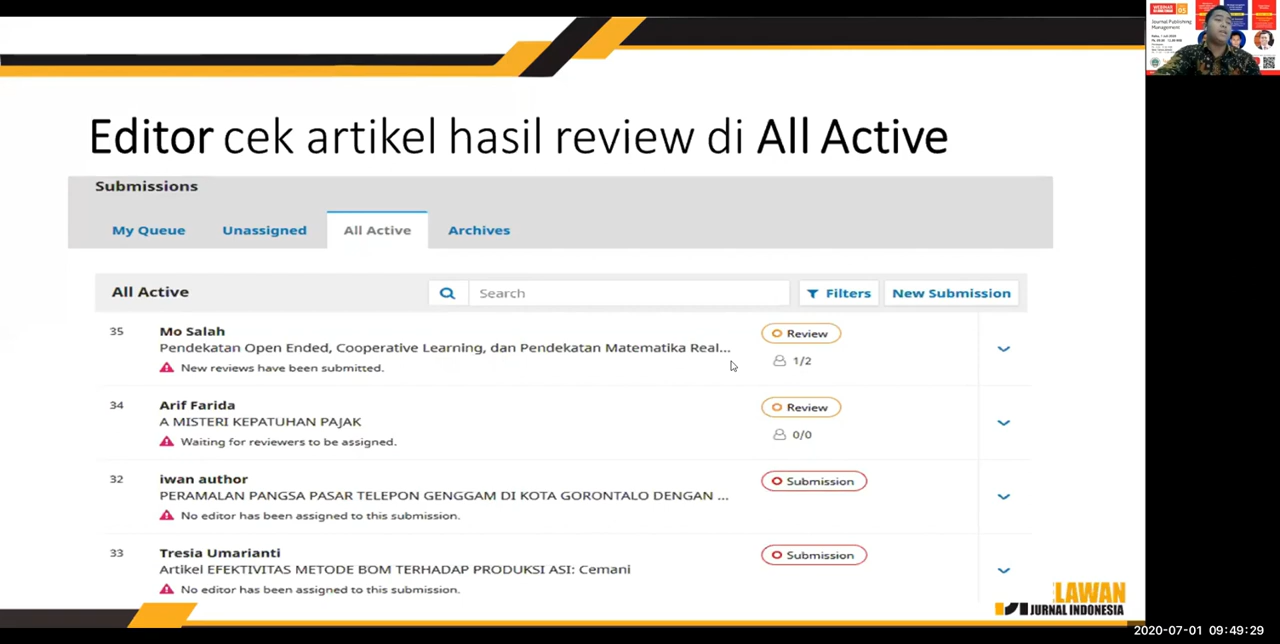 Editor cek artikel hasil review di All Active
Submissions
My Queue Unassigned All Active Archives
All Active Search Filters New Submission
35 Mo Salah Review
Pendekatan Open Ended, Cooperative Learning, dan Pendekatan Matematika Real... 
New reviews have been submitted. 1/2
34 Arif Farida Review
A MISTERI KEPATUHAN PAJAK
Waiting for reviewers to be assigned. 0/0
32 iwan author Submission
PERAMALAN PANGSA PASAR TELEPON GENGGAM DI KOTA GORONTALO DENGAN ...
No editor has been assigned to this submission.
33 Tresia Umarianti Submission
Artikel EFEKTIVITAS METODE BOM TERHADAP PRODUKSI ASI: Cemani
No editor has been assigned to this submission.
ELAWAN
JURNAL INDONESIA
2020-07-01 09:49:29
Journal Publishing
Management